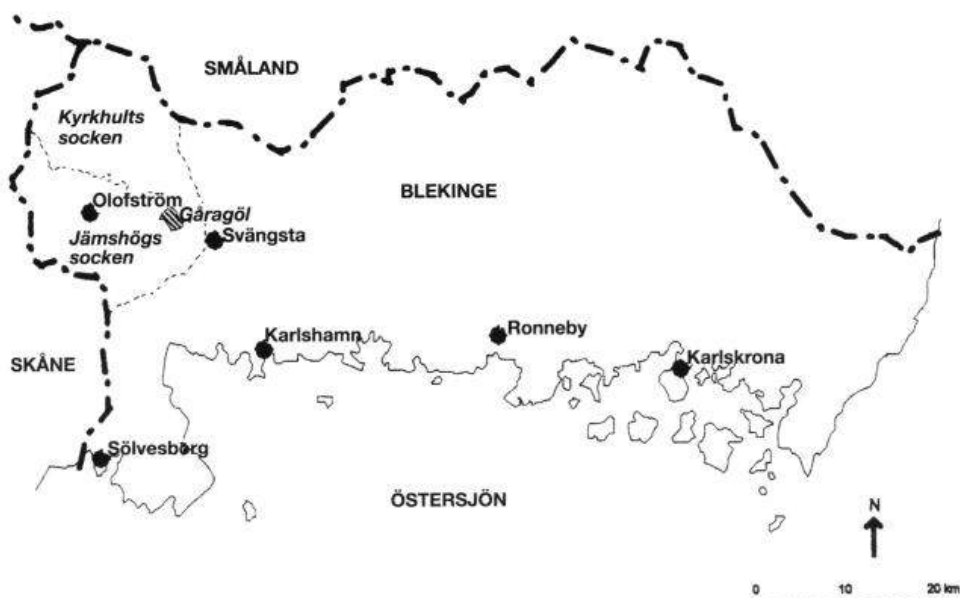 SMÅLAND
Kyrkhults
socken
BLEKINGE
Olofström
Gåragöl
Jämshögs
socken
Svängsta
Ronneby
Karlshamn
SKÅNE
Karlskrona
Sölvesborg
ÖSTERSJÖN
N
0 10 20 km